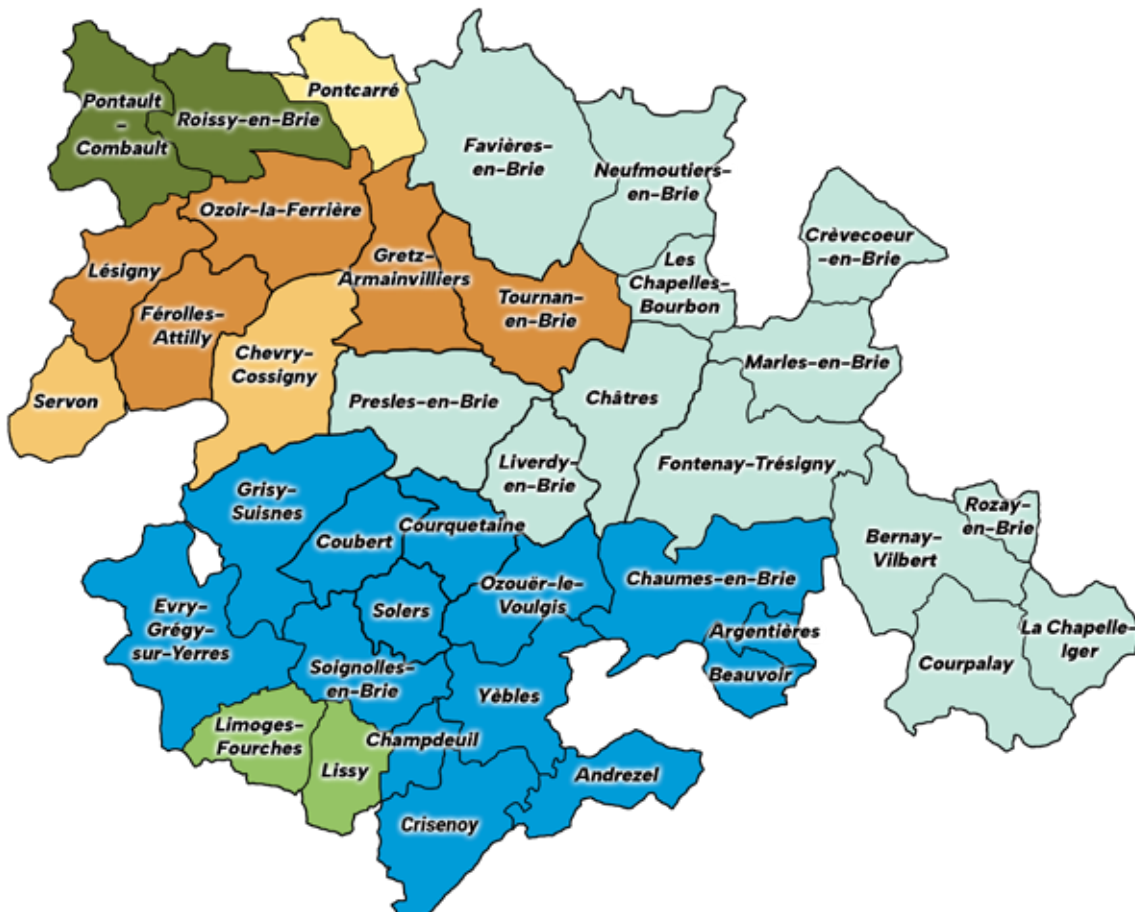 Pontcarré
Pontault
-
Combault
Roissy-en-Brie
Favières-
en-Brie
Neufmoutiers-
en-Brie
Ozoir-la-Ferrière
Crèvecoeur
-en-Brie
Lésigny
Gretz-
Armainvilliers
Les
Chapelles-
Bourbon
Tournan-
en-Brie
Férolles-
Attilly
Chevry-
Cossigny
Marles-en-Brie
Servon
Presles-en-Brie
Châtres
Liverdy-
en-Brie
Fontenay-Trésigny
Grisy-
Suisnes
Rozay-
en-Brie
Courquetaine
Coubert
Bernay-
Vilbert
Ozouër-le-
Voulgis
Chaumes-en-Brie
Evry-
Grégy-
sur-Yerres
Solers
Argentières
La Chapelle-
Iger
Soignolles-
en-Brie
Beauvoir
Courpalay
Yèbles
Limoges-
Fourches
Champdeuil
Lissy
Andrezel
Crisenoy